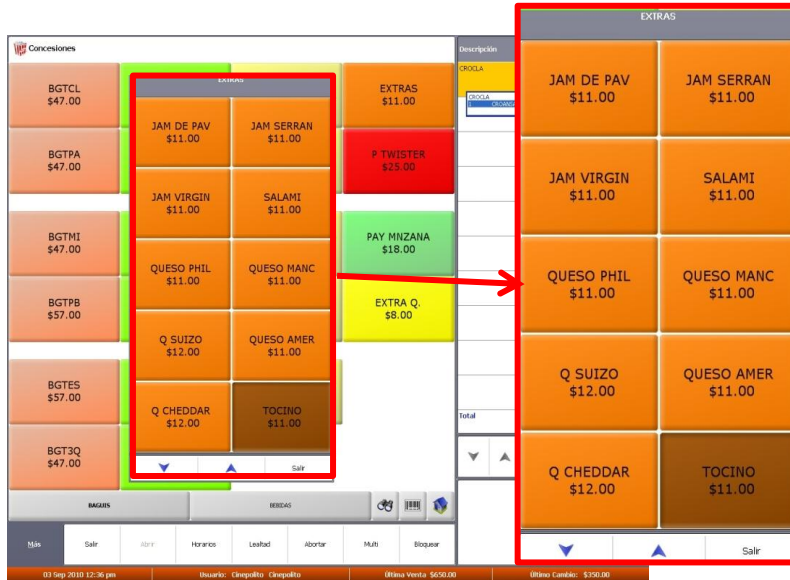 Concesiones
BGTCL
$47.00
BGTPA
$47.00
BGTMI
$47.00
BGTPB
$57.00
BGTES
$57.00
BGT3Q
$47.00
EXTRAS
JAM DE PAV
$11.00
JAM SERRAN
$11.00
JAM VIRGIN
$11.00
SALAMI
$11.00
QUESO PHIL
$11.00
QUESO MANC
$11.00
Q SUIZO
$12.00
QUESO AMER
$11.00
Q CHEDDAR
$12.00
TOCINO
$11.00
Salir
EXTRAS
$11.00
P TWISTER
$25.00
PAY MNZANA
$18.00
EXTRA Q.
$8.00
Descripción
CROCLA
CROCLA
Total
BAGUIS
BEBIDAS
Más
Salir
Abrir
Horarios
Lealtad
Abortar
Multi
Bloquear
03 Sep 2010 12:36 pm
Usuario: Cinepolito Cinepolito
Última Venta $650.00
Último Cambio: $350.00
EXTRAS
JAM DE PAV
$11.00
JAM SERRAN
$11.00
JAM VIRGIN
$11.00
SALAMI
$11.00
QUESO PHIL
$11.00
QUESO MANC
$11.00
Q SUIZO
$12.00
QUESO AMER
$11.00
Q CHEDDAR
$12.00
TOCINO
$11.00
Salir